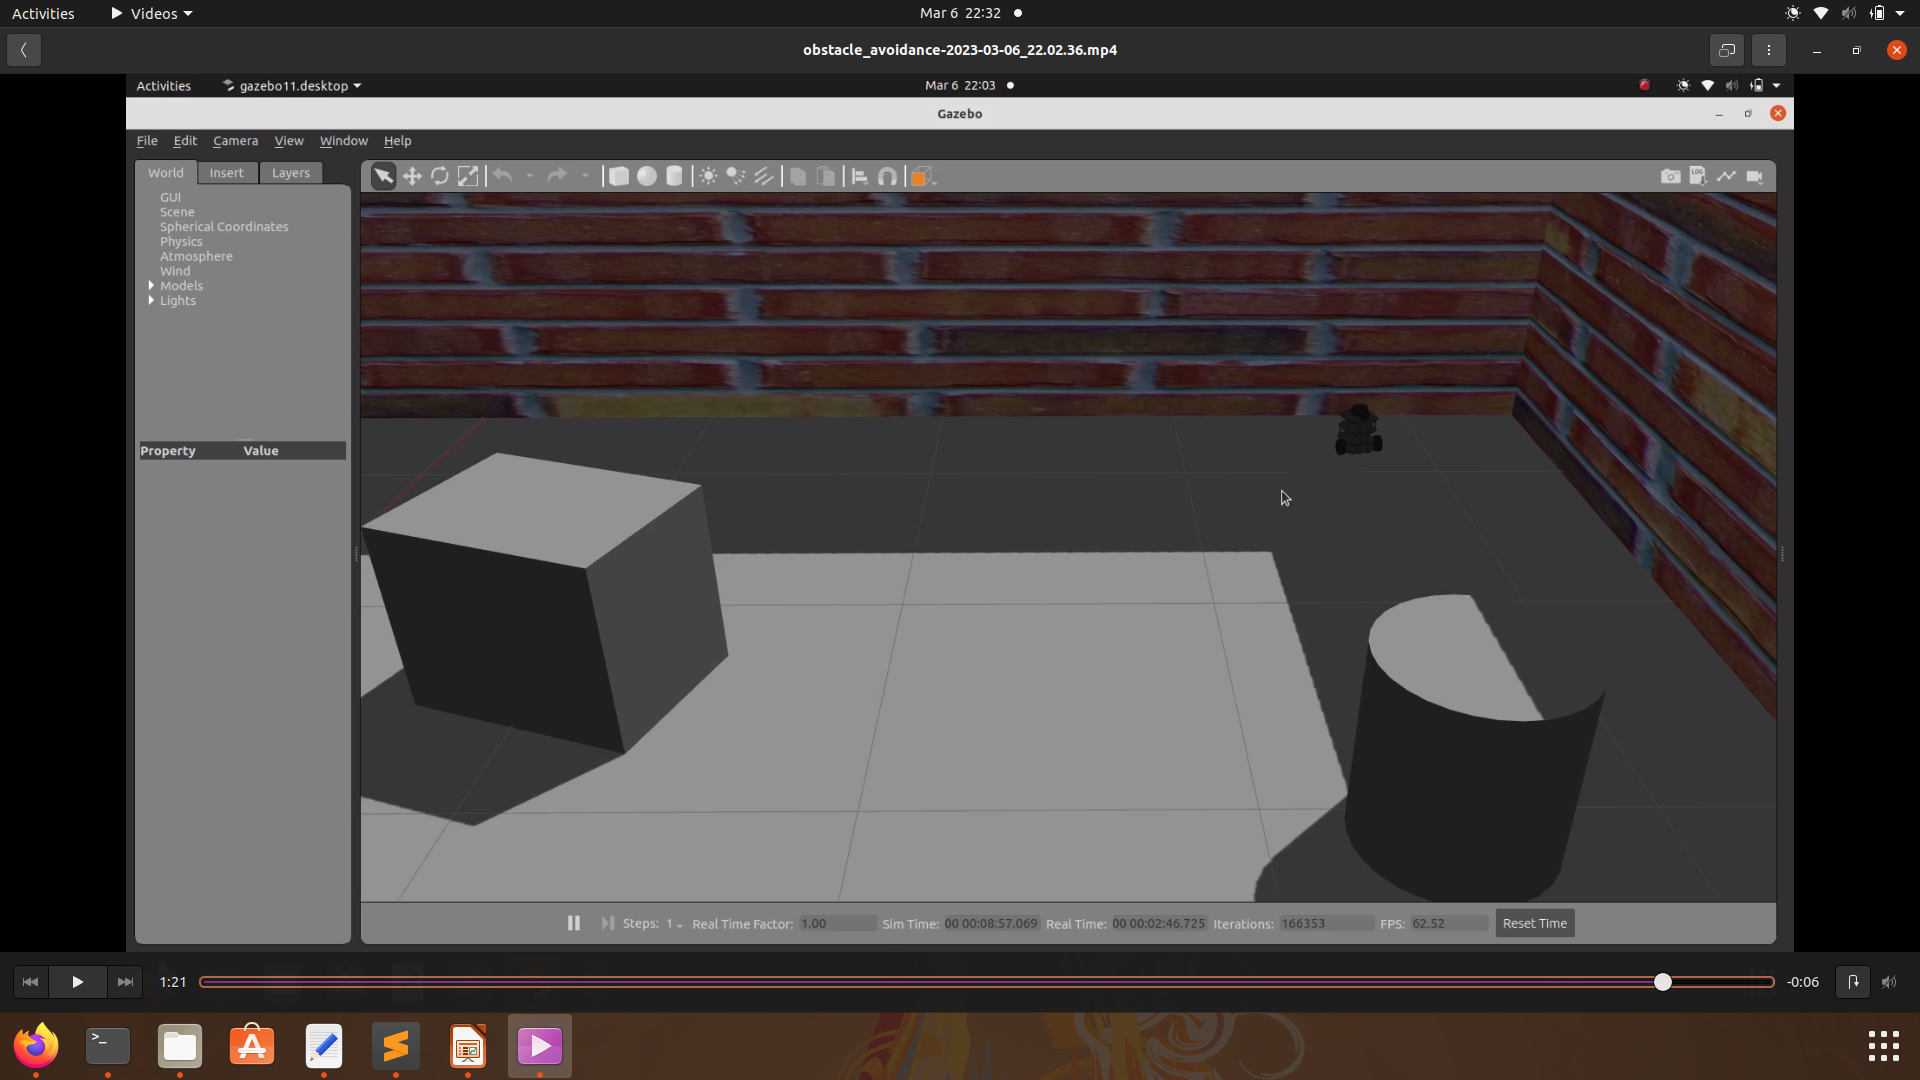 Activities Videos Mar 6 22:32
obstacle_avoidance-2023-03-06_22.02.36.mp4
Activities gazebo11.desktop Mar 6 22:03
Gazebo
File Edit Camera View Window Help
World Insert Layers
GUI
Scene
Spherical Coordinates
Physics
Atmosphere
Wind
Models
Lights
Property Value
LOG
Steps: 1 Real Time Factor: 1.00 Sim Time: 00 00:08:57.069 Real Time: 00 00:02:46.725 Iterations: 166353 FPS: 62.52 Reset Time
1:21 -0:06
>_